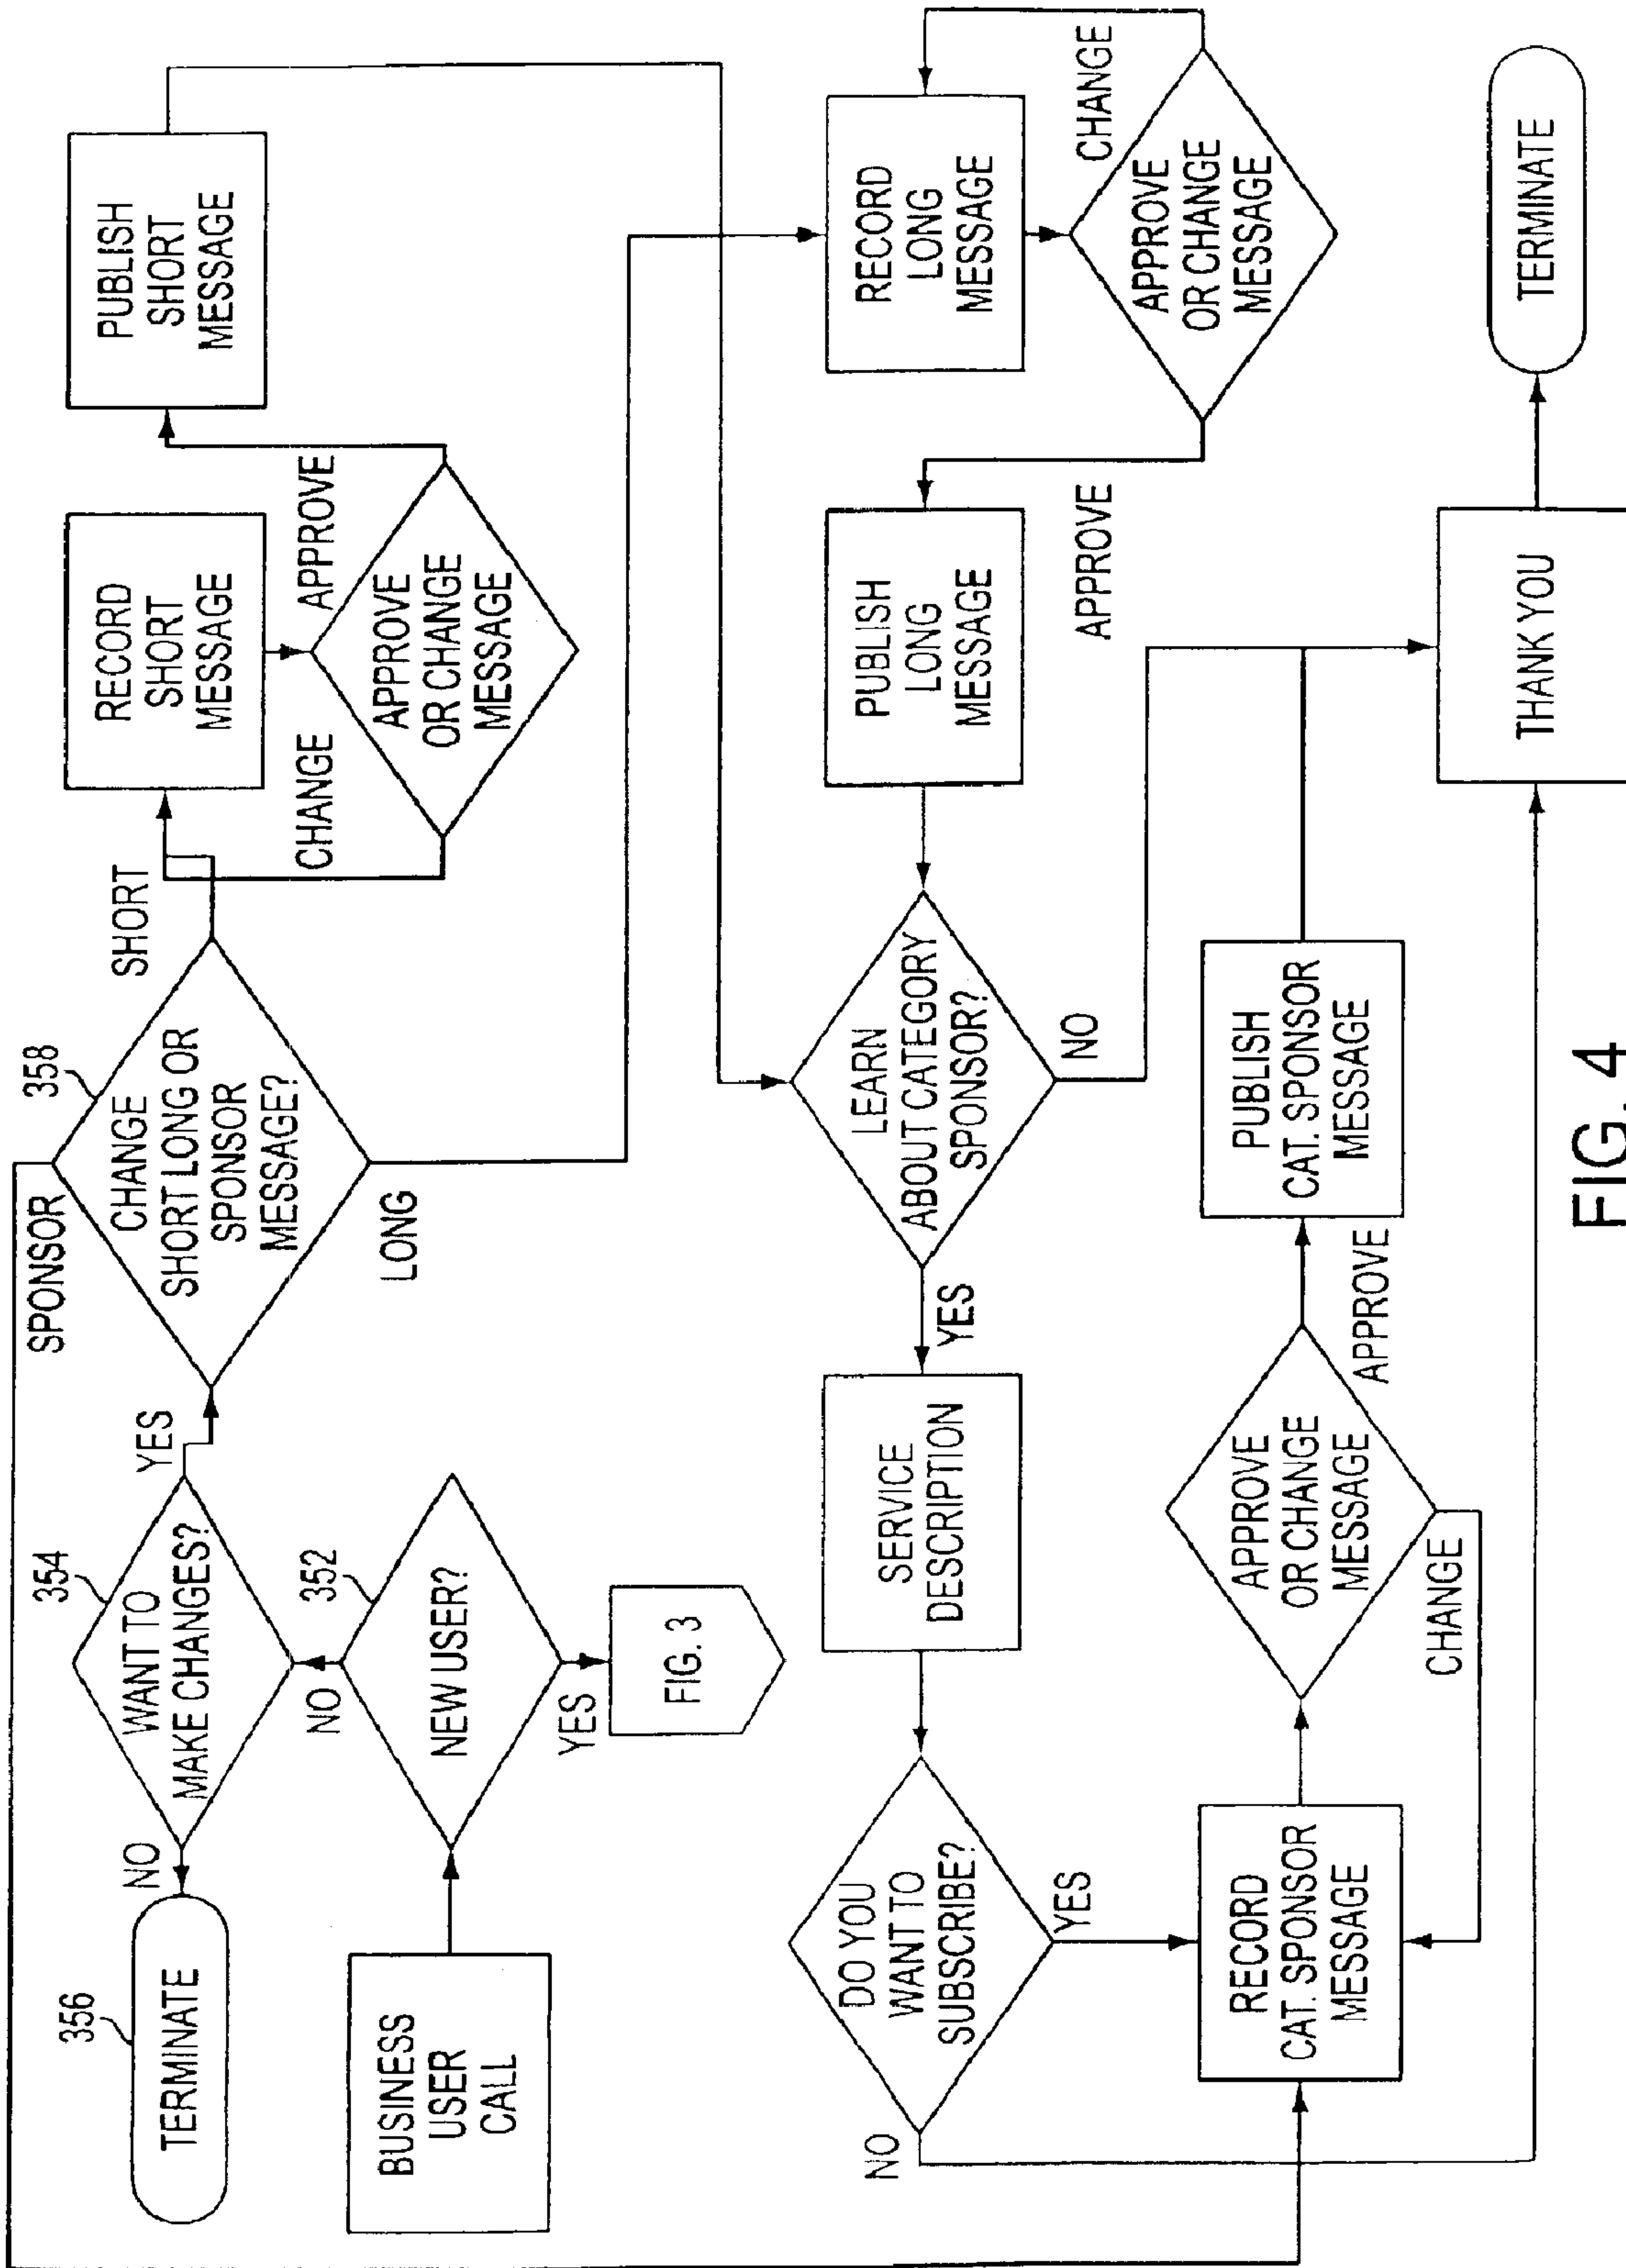 356
TERMINATE
NO
354
WANT TO
MAKE CHANGES?
YES
SPONSOR
358
CHANGE
SHORT LONG OR
SPONSOR
MESSAGE?
SHORT
LONG
RECORD
SHORT
MESSAGE
CHANGE
APPROVE
APPROVE
OR CHANGE
MESSAGE
PUBLISH
SHORT
MESSAGE
BUSINESS
USER
CALL
352
NEW USER?
NO
YES
FIG. 3
DO YOU
WANT TO
SUBSCRIBE?
NO
YES
SERVICE
DESCRIPTION
YES
LEARN
ABOUT CATEGORY
SPONSOR?
NO
PUBLISH
LONG
MESSAGE
APPROVE
RECORD
LONG
MESSAGE
CHANGE
APPROVE
OR CHANGE
MESSAGE
RECORD
CAT. SPONSOR
MESSAGE
APPROVE
OR CHANGE
MESSAGE
CHANGE
APPROVE
PUBLISH
CAT. SPONSOR
MESSAGE
THANK YOU
TERMINATE
FIG. 4